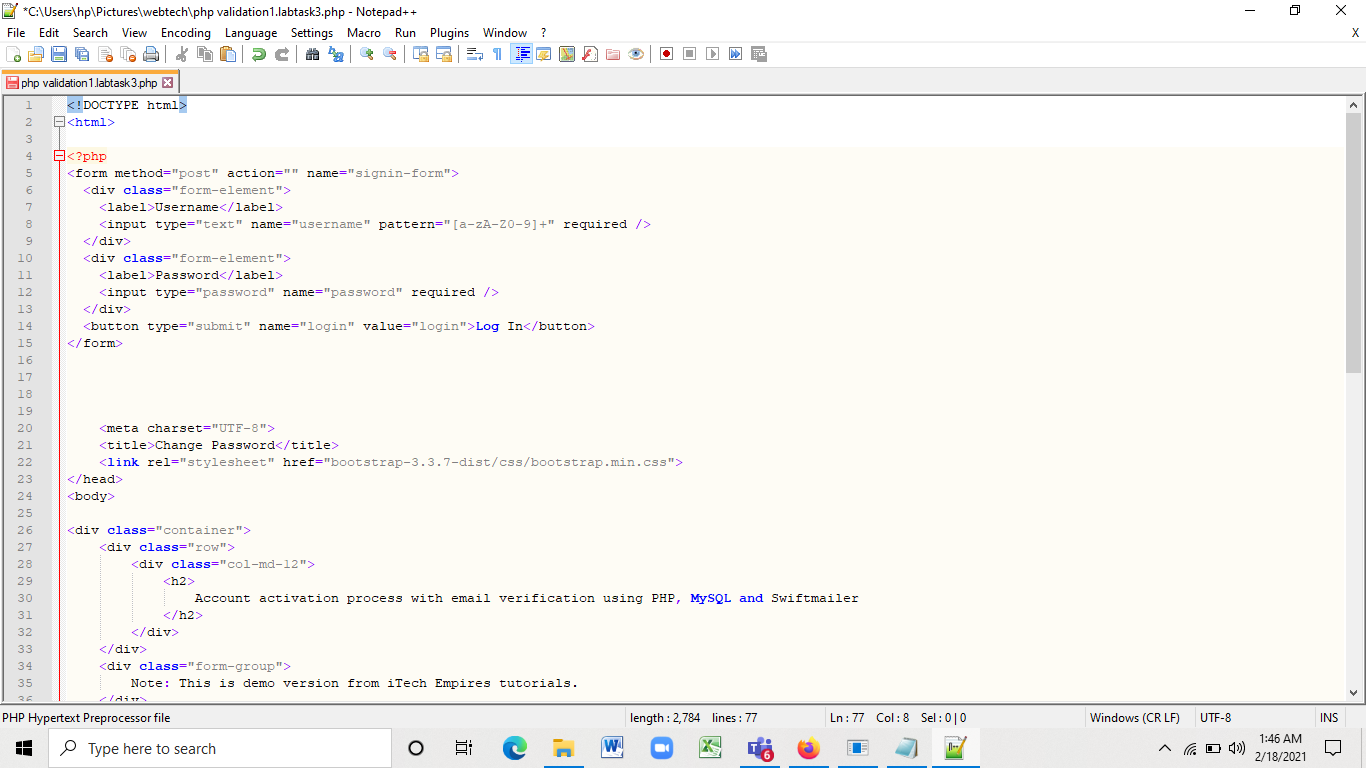 *C:\Users\hp\Pictures\webtech\php validation1.labtask3.php - Notepad++
File Edit Search View Encoding Language Settings Macro Run Plugins Window ? X
php validation1.labtask3.php
1 <!DOCTYPE html>
2 <html>
3
4 <?php
5 <form method="post" action="" name="signin-form">
6 <div class="form-element">
7 <label>Username</label>
8 <input type="text" name="username" pattern="[a-zA-Z0-9]+" required />
9 </div>
10 <div class="form-element">
11 <label>Password</label>
12 <input type="password" name="password" required />
13 </div>
14 <button type="submit" name="login" value="login">Log In</button>
15 </form>
16
17
18
19
20 <meta charset="UTF-8">
21 <title>Change Password</title>
22 <link rel="stylesheet" href="bootstrap-3.3.7-dist/css/bootstrap.min.css">
23 </head>
24 <body>
25
26 <div class="container">
27 <div class="row">
28 <div class="col-md-12">
29 <h2>
30 Account activation process with email verification using PHP, MySQL and Swiftmailer
31 </h2>
32 </div>
33 </div>
34 <div class="form-group">
35 Note: This is demo version from iTech Empires tutorials.
36 </div>
PHP Hypertext Preprocessor file length : 2,784 lines : 77 Ln : 77 Col : 8 Sel : 0 | 0 Windows (CR LF) UTF-8 INS
Type here to search
6
1:46 AM
2/18/2021